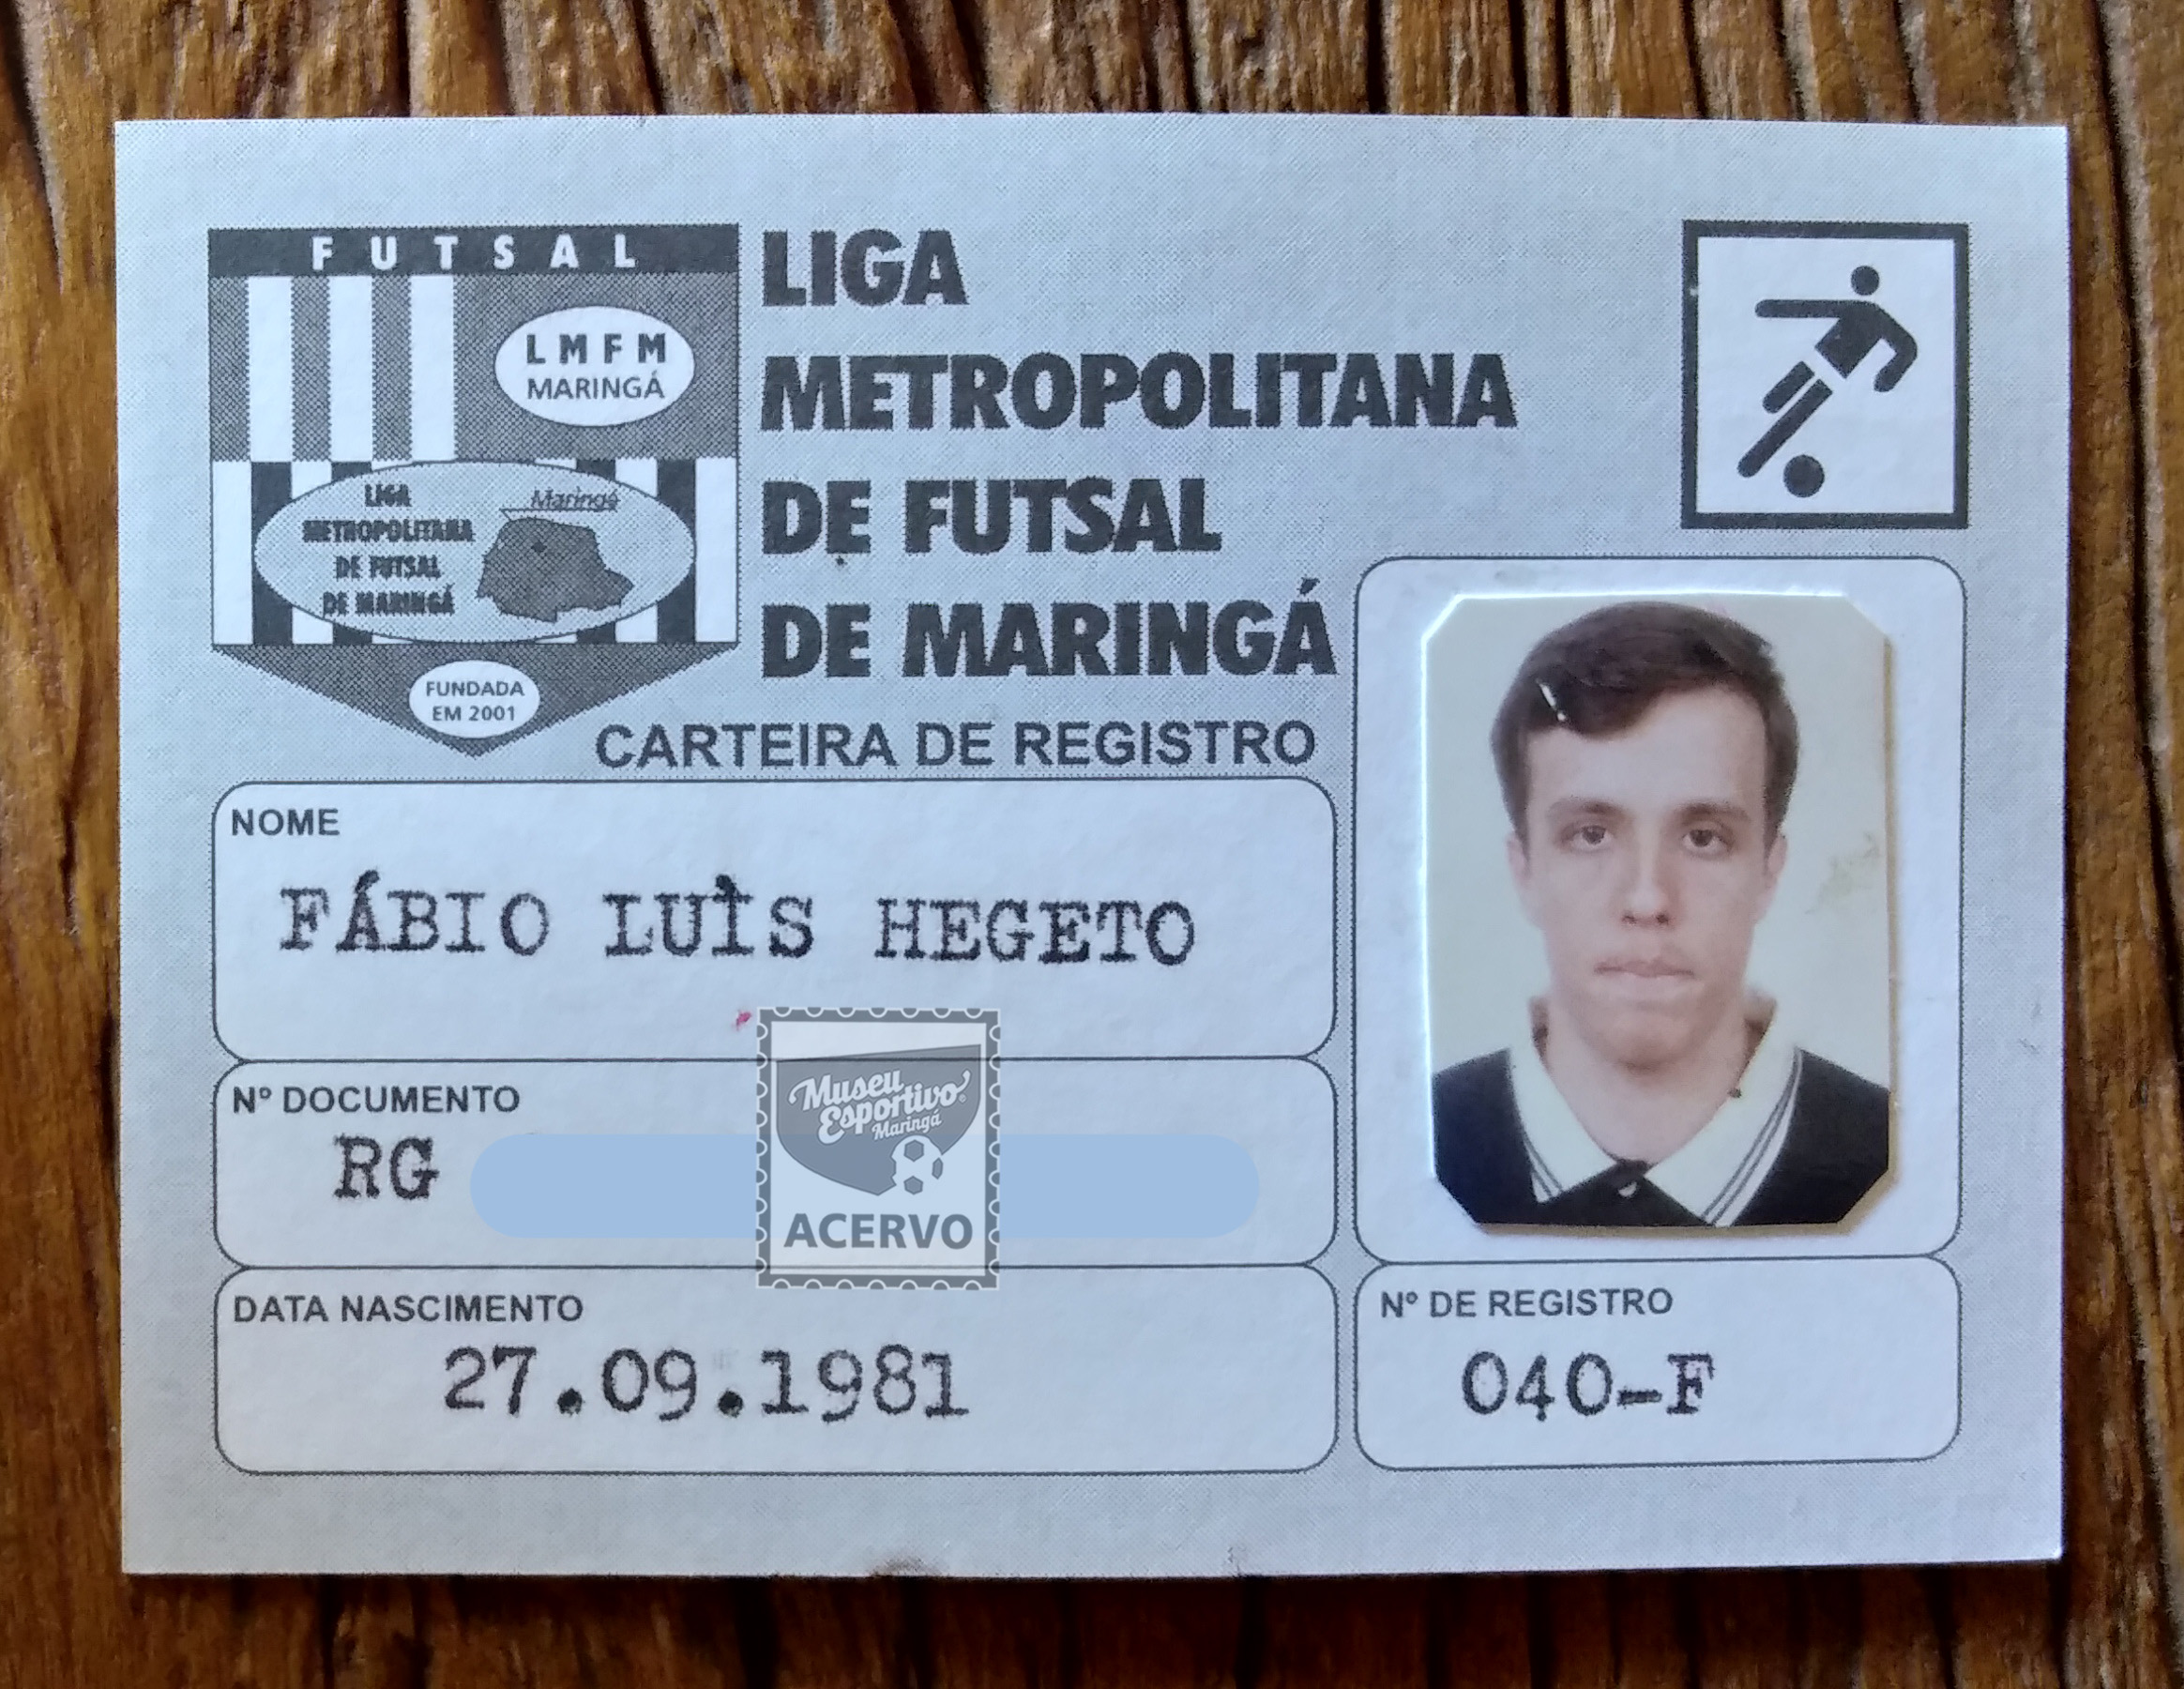 FUTSAL
LMFM
MARINGÁ
LIGA
METROPOLITANA
DE FUTSAL
DE MARINGÁ
Maringá
FUNDADA
EM 2001
LIGA
METROPOLITANA
DE FUTSAL
DE MARINGÁ
CARTEIRA DE REGISTRO
NOME
FÁBIO LUÌS HEGETO
Nº DOCUMENTO
RG
Museu
Esportivo
Maringá
ACERVO
DATA NASCIMENTO
27.09.1981
Nº DE REGISTRO
040-F